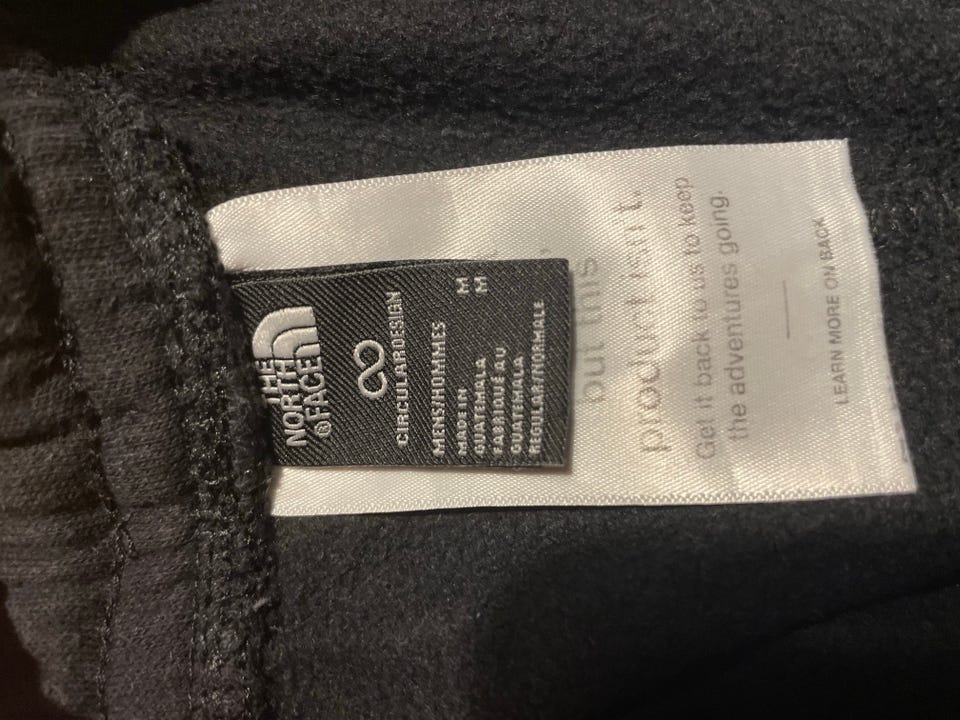 THE
NORTH
FACE
®
CIRCULARDESIGN
MENS/HOMMES M
MADE IN M
GUATEMALA
FABRIQUÉ AU
GUATEMALA
REGULAR/NORMALE
but this
product isn't.
Get it back to us to keep
the adventures going.
LEARN MORE ON BACK